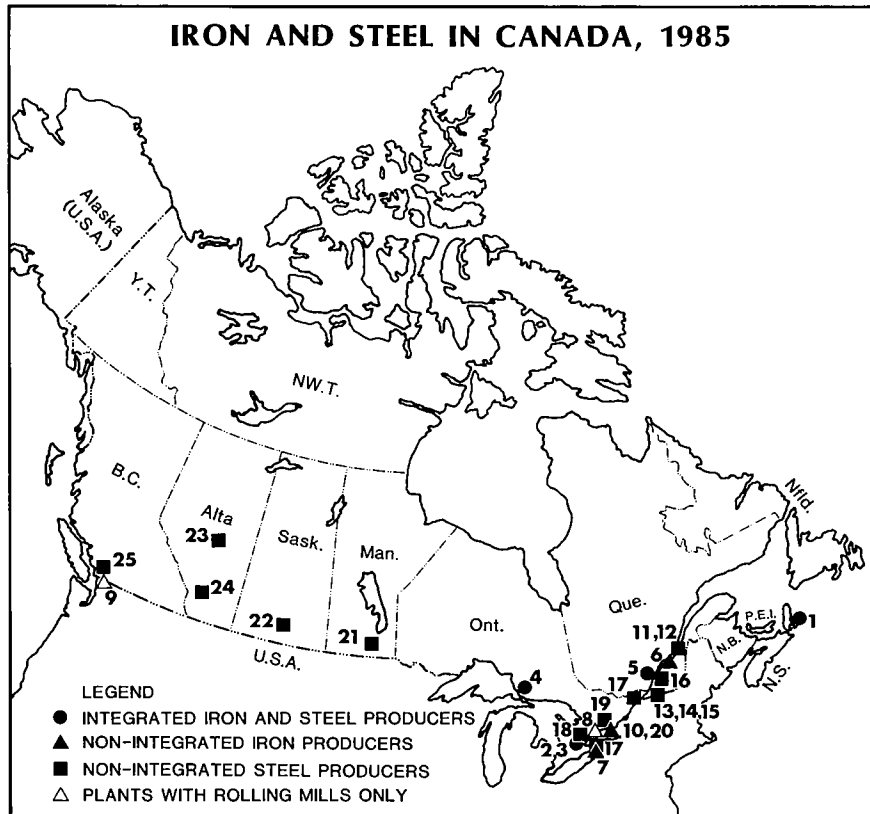 IRON AND STEEL IN CANADA, 1985
Alaska
(U.S.A.)
Y.T.
NW.T.
B.C.
Alta
Sask.
Man.
Ont.
Que.
Nfld.
P.E.I.
N.B.
N.S.
U.S.A.
23
25
9
24
22
21
11,12
1
6
5
4
16
17
13,14,15
19
8
18
10,20
2,3
17
7
LEGEND
INTEGRATED IRON AND STEEL PRODUCERS
NON-INTEGRATED IRON PRODUCERS
NON-INTEGRATED STEEL PRODUCERS
PLANTS WITH ROLLING MILLS ONLY